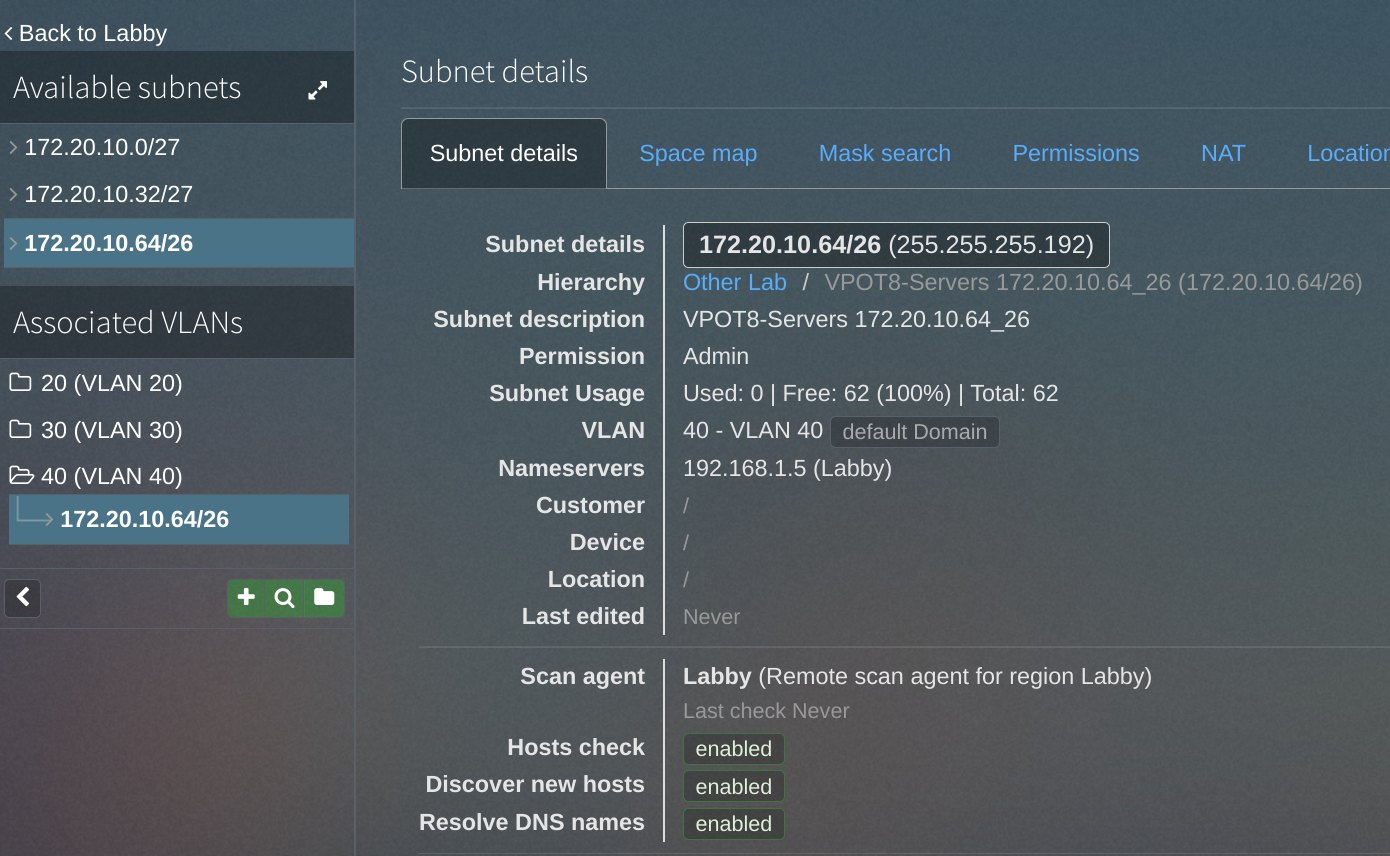 Back to Labby
Available subnets
172.20.10.0/27
172.20.10.32/27
172.20.10.64/26
Associated VLANs
20 (VLAN 20)
30 (VLAN 30)
40 (VLAN 40)
172.20.10.64/26
Subnet details
Subnet details Space map Mask search Permissions NAT Location
Subnet details 172.20.10.64/26 (255.255.255.192)
Hierarchy Other Lab / VPOT8-Servers 172.20.10.64_26 (172.20.10.64/26)
Subnet description VPOT8-Servers 172.20.10.64_26
Permission Admin
Subnet Usage Used: 0 | Free: 62 (100%) | Total: 62
VLAN 40 - VLAN 40 default Domain
Nameservers 192.168.1.5 (Labby)
Customer /
Device /
Location /
Last edited Never
Scan agent Labby (Remote scan agent for region Labby)
Last check Never
Hosts check enabled
Discover new hosts enabled
Resolve DNS names enabled